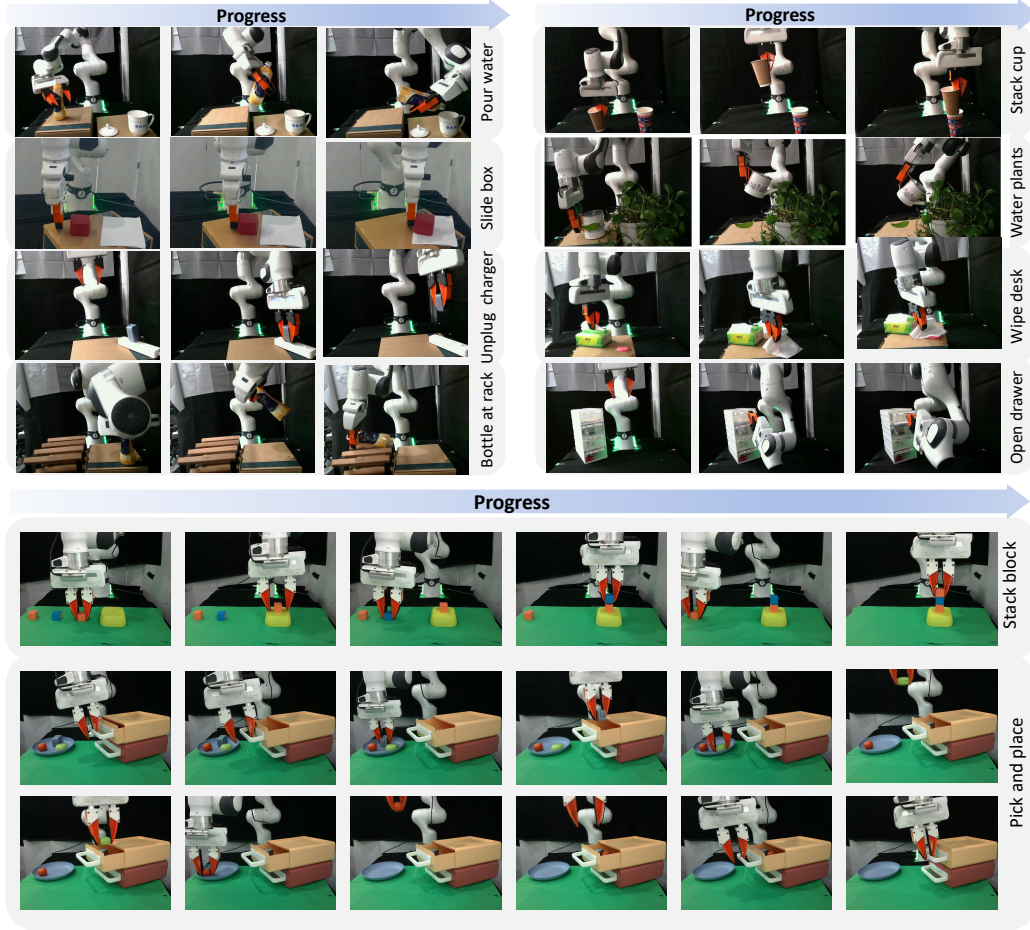 Progress
Pour water
Slide box
Unplug charger
Bottle at rack
Progress
Stack cup
Water plants
Wipe desk
Open drawer
Progress
Stack block
Pick and place